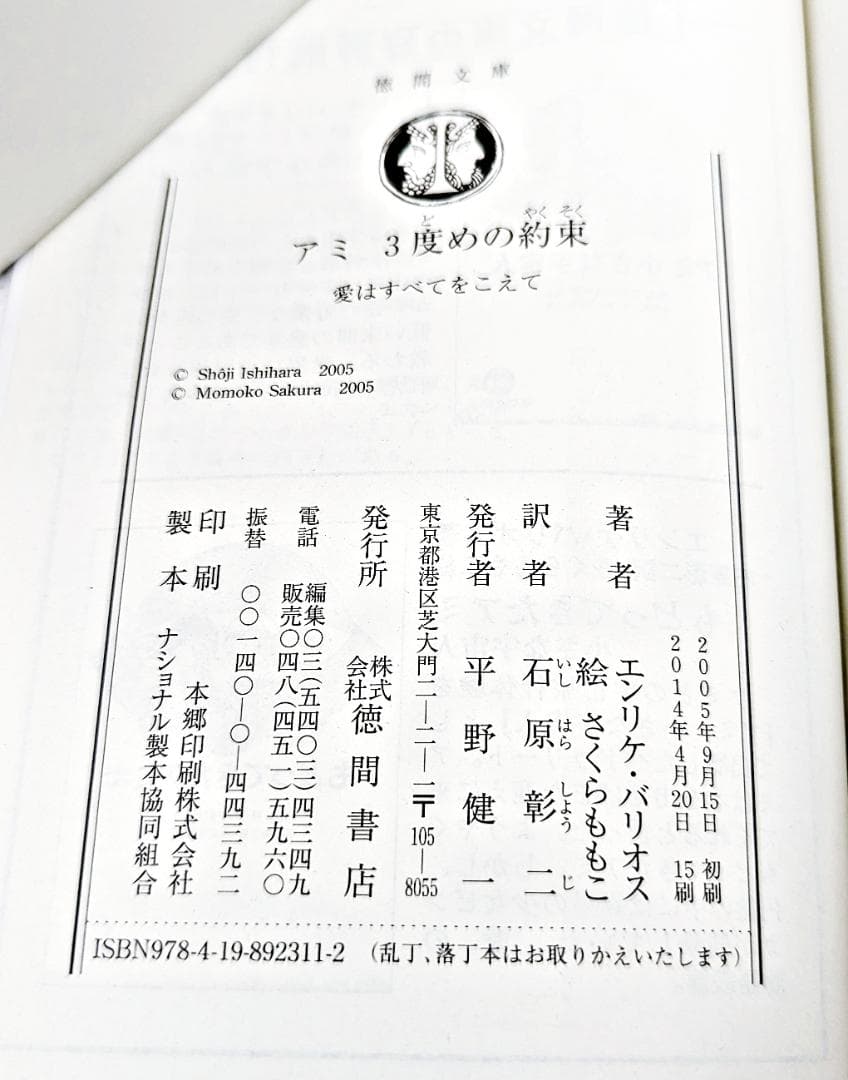 徳間文庫
アミ 3度めの約束
愛はすべてをこえて
© Shôji Ishihara 2005
© Momoko Sakura 2005
2005年9月15日 初刷
2014年4月20日 15刷
著者 エンリケ・バリオス
絵 さくらももこ
訳者 石原彰二
発行者 平野健一
東京都港区芝大門二―二―一〒105―8055
発行所 株式会社徳間書店
電話 編集〇三(五四〇三)四三四九
販売〇四八(四五一)五九六〇
振替 〇〇一四〇―〇―四四三九二
印刷 本郷印刷株式会社
製本 ナショナル製本協同組合
ISBN978-4-19-892311-2 (乱丁、落丁本はお取りかえいたします)